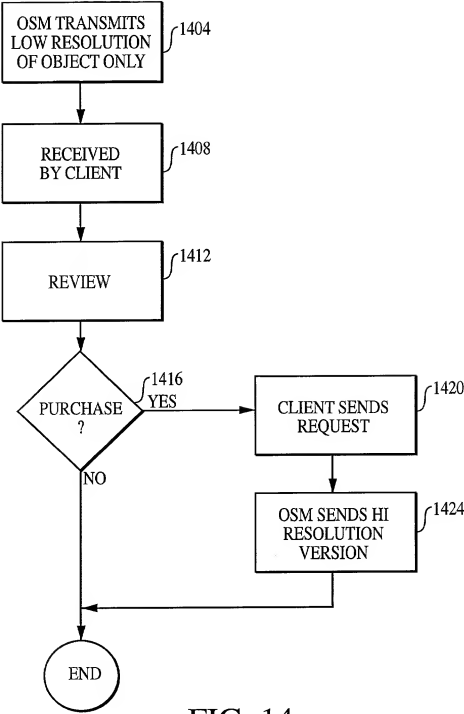 OSM TRANSMITS
LOW RESOLUTION
OF OBJECT ONLY
1404
RECEIVED
BY CLIENT
1408
REVIEW
1412
PURCHASE
?
1416
YES
NO
CLIENT SENDS
REQUEST
1420
OSM SENDS HI
RESOLUTION
VERSION
1424
END
FIG. 14